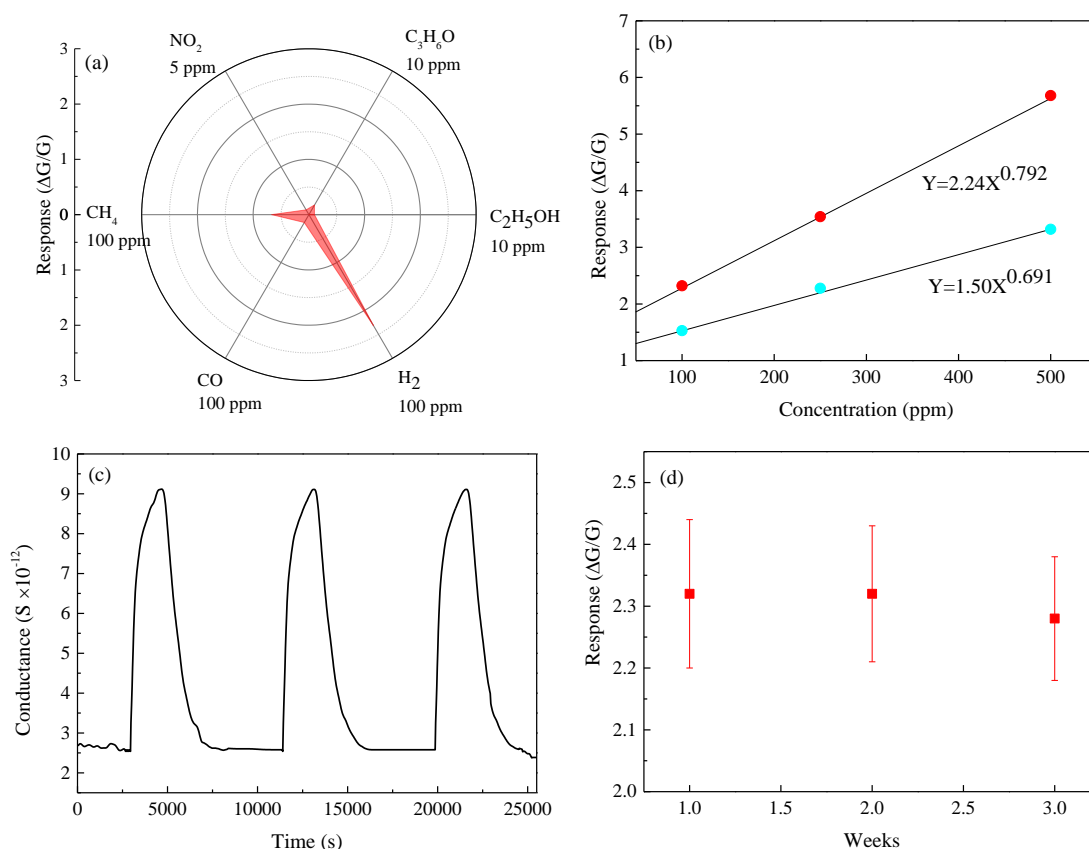 (a)
Response (ΔG/G)
3
2
1
0
1
2
3
NO₂
5 ppm
C₃H₆O
10 ppm
CH₄
100 ppm
C₂H₅OH
10 ppm
CO
100 ppm
H₂
100 ppm
(b)
Response (ΔG/G)
7
6
5
4
3
2
1
Y=2.24X^0.792
Y=1.50X^0.691
100 200 300 400 500
Concentration (ppm)
(c)
Conductance (S ×10⁻¹²)
10
9
8
7
6
5
4
3
2
0 5000 10000 15000 20000 25000
Time (s)
(d)
Response (ΔG/G)
2.5
2.4
2.3
2.2
2.1
2.0
1.0 1.5 2.0 2.5 3.0
Weeks